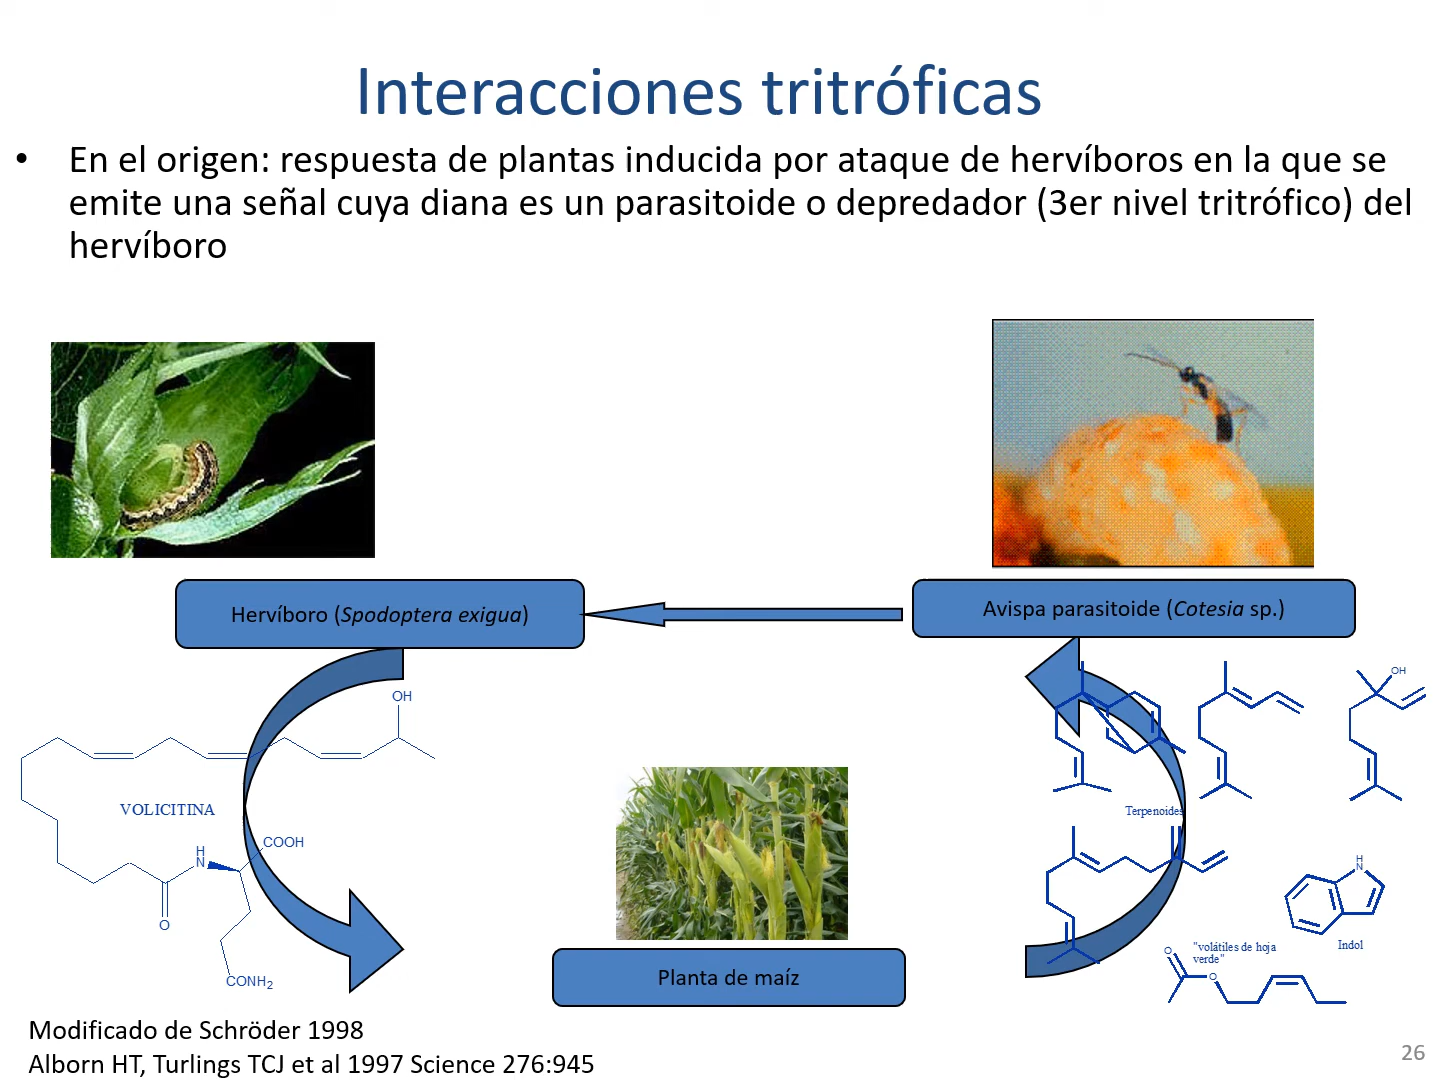 Interacciones tritróficas
• En el origen: respuesta de plantas inducida por ataque de hervíboros en la que se
emite una señal cuya diana es un parasitoide o depredador (3er nivel tritrófico) del
hervíboro
Hervíboro (Spodoptera exigua)
Avispa parasitoide (Cotesia sp.)
OH
OH
VOLICITINA
Terpenoides
H
N
COOH
O
CONH2
H
N
Indol
"volátiles de hoja
verde"
O
O
Planta de maíz
Modificado de Schröder 1998
Alborn HT, Turlings TCJ et al 1997 Science 276:945
26